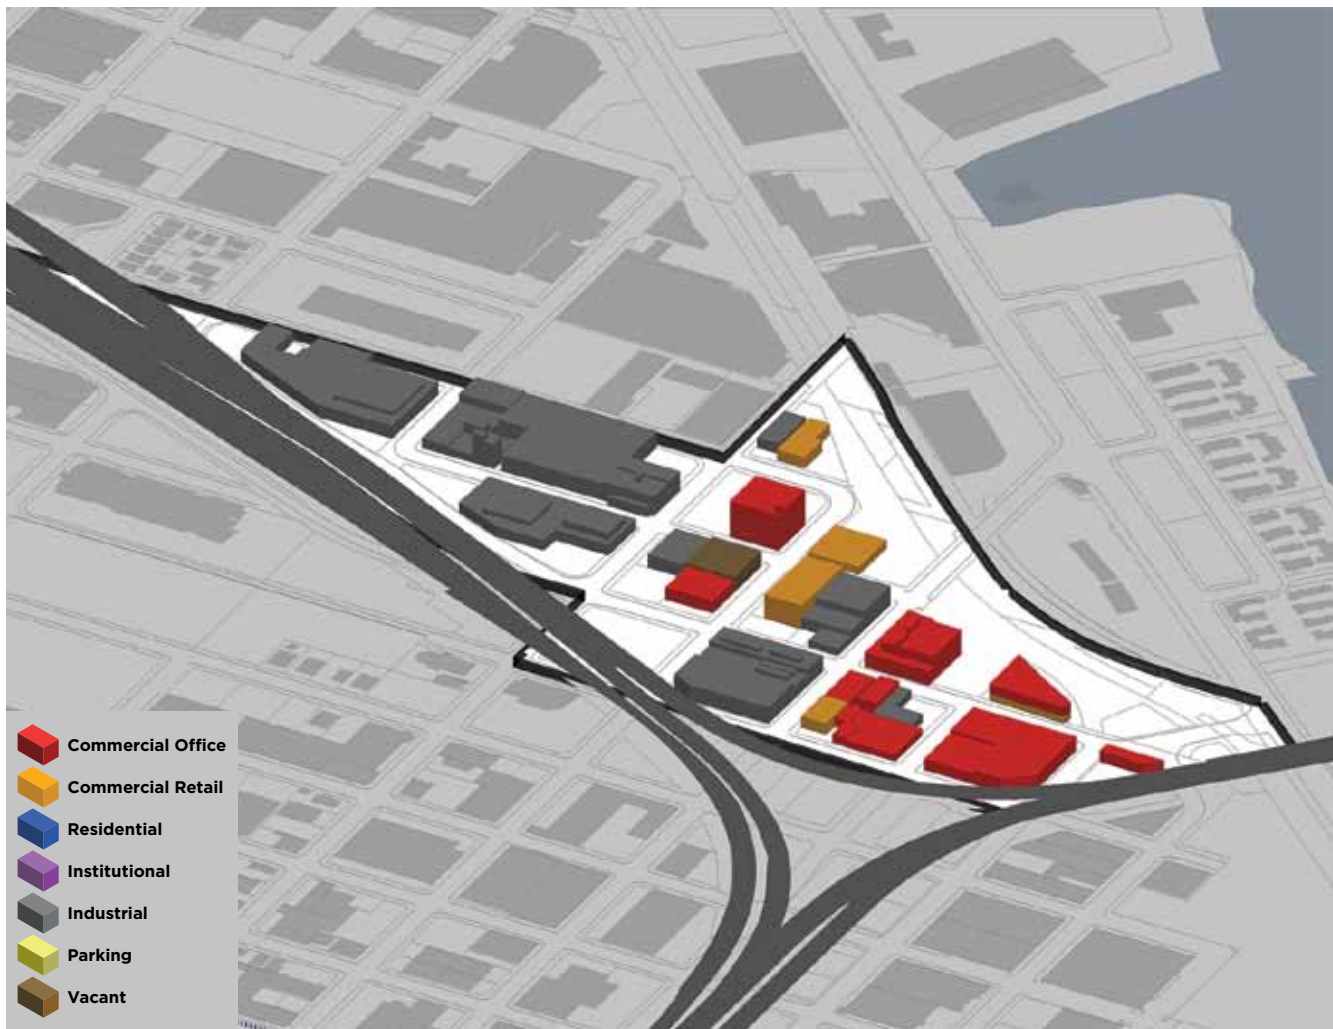 Commercial Office
Commercial Retail
Residential
Institutional
Industrial
Parking
Vacant